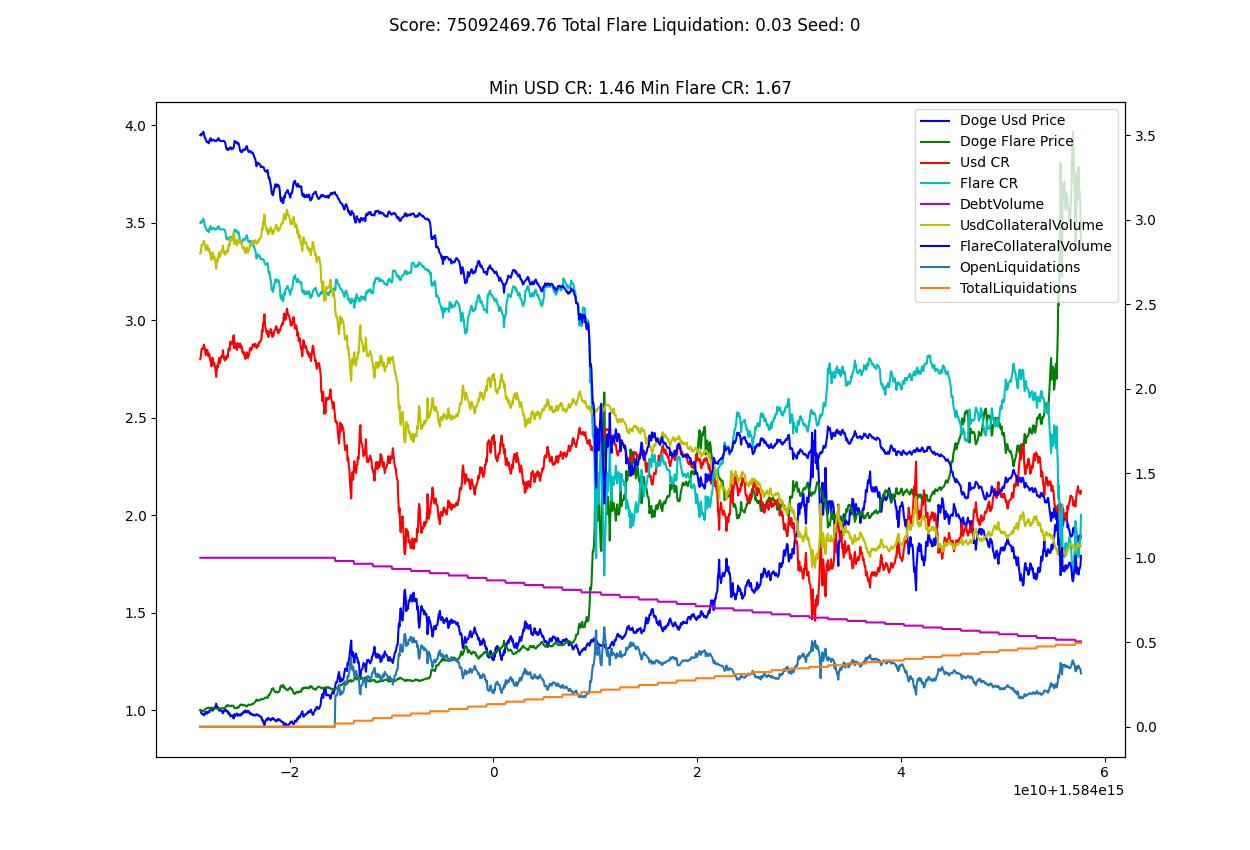 Score: 75092469.76 Total Flare Liquidation: 0.03 Seed: 0
Min USD CR: 1.46 Min Flare CR: 1.67
4.0
3.5
3.0
2.5
2.0
1.5
1.0
3.5
3.0
2.5
2.0
1.5
1.0
0.5
0.0
Doge Usd Price
Doge Flare Price
Usd CR
Flare CR
DebtVolume
UsdCollateralVolume
FlareCollateralVolume
OpenLiquidations
TotalLiquidations
−2 0 2 4 6
1e10+1.584e15